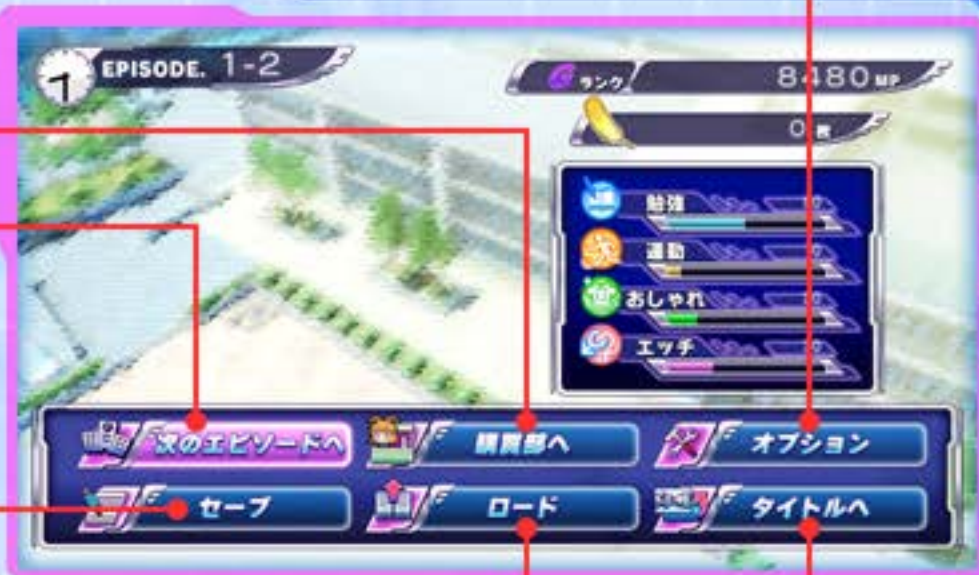 7 EPISODE. 1-2
G ランク 8480 MP
0 枚
勉強
運動
おしゃれ
エッチ
次のエピソードへ 購買部へ オプション
セーブ ロード タイトルへ